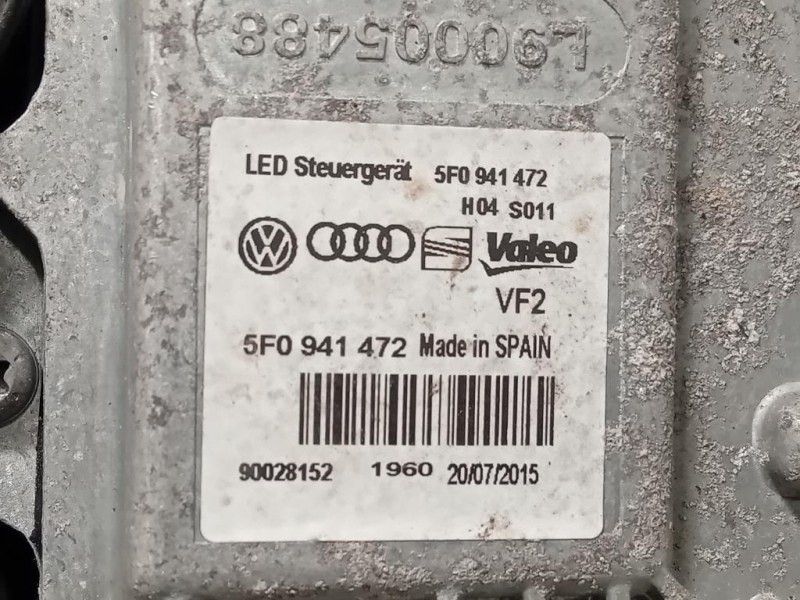 L90005488
LED Steuergerät 5F0 941 472
H04 S011
VW Valeo
VF2
5F0 941 472 Made in SPAIN
90028152 1960 20/07/2015